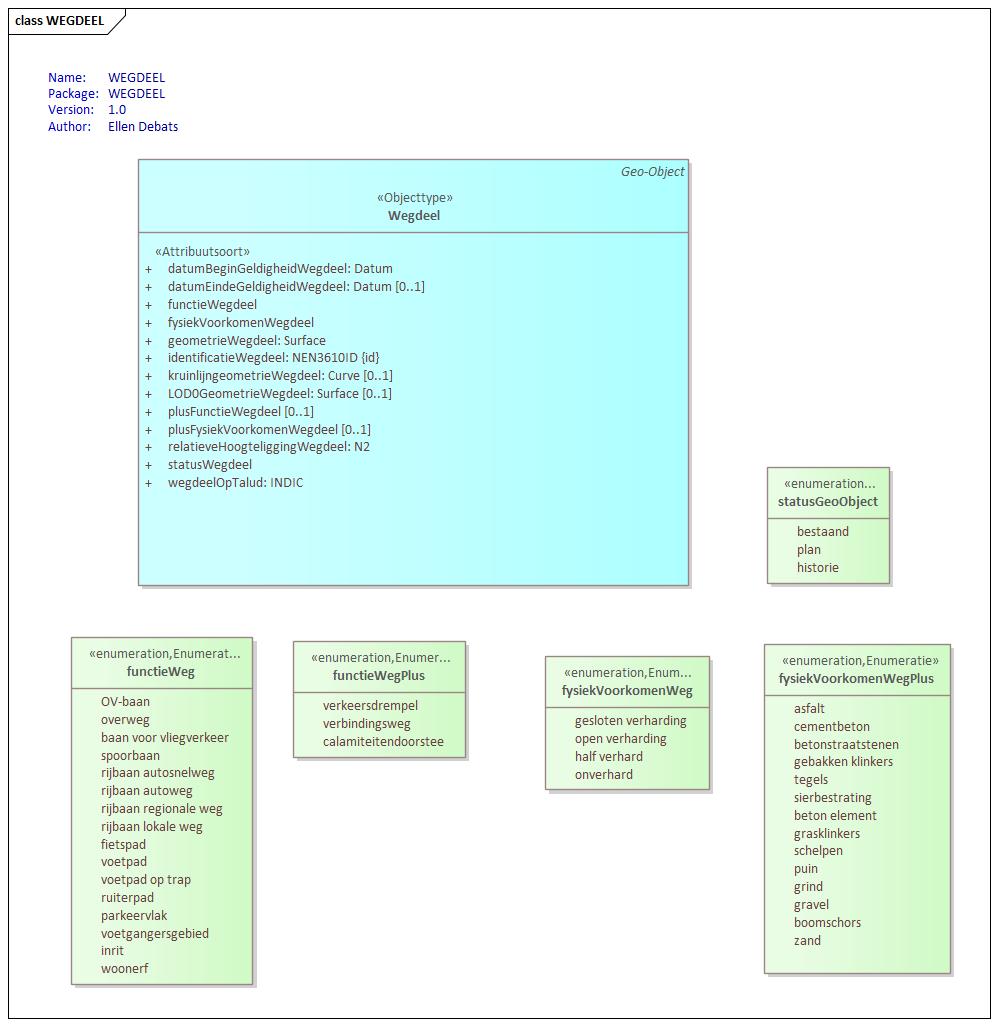 class WEGDEEL
Name: WEGDEEL
Package: WEGDEEL
Version: 1.0
Author: Ellen Debats
Geo-Object
«Objecttype»
Wegdeel
«Attribuutsoort»
+ datumBeginGeldigheidWegdeel: Datum
+ datumEindeGeldigheidWegdeel: Datum [0..1]
+ functieWegdeel
+ fysiekVoorkomenWegdeel
+ geometrieWegdeel: Surface
+ identificatieWegdeel: NEN3610ID {id}
+ kruinlijngeometrieWegdeel: Curve [0..1]
+ LOD0GeometrieWegdeel: Surface [0..1]
+ plusFunctieWegdeel [0..1]
+ plusFysiekVoorkomenWegdeel [0..1]
+ relatieveHoogteliggingWegdeel: N2
+ statusWegdeel
+ wegdeelOpTalud: INDIC
«enumeration...
statusGeoObject
bestaand
plan
historie
«enumeration,Enumerat...
functieWeg
OV-baan
overweg
baan voor vliegverkeer
spoorbaan
rijbaan autosnelweg
rijbaan autoweg
rijbaan regionale weg
rijbaan lokale weg
fietspad
voetpad
voetpad op trap
ruiterpad
parkeervlak
voetgangersgebied
inrit
woonerf
«enumeration,Enumer...
functieWegPlus
verkeersdrempel
verbindingsweg
calamiteitendoorstee
«enumeration,Enum...
fysiekVoorkomenWeg
gesloten verharding
open verharding
half verhard
onverhard
«enumeration,Enumeratie»
fysiekVoorkomenWegPlus
asfalt
cementbeton
betonstraatstenen
gebakken klinkers
tegels
sierbestrating
beton element
grasklinkers
schelpen
puin
grind
gravel
boomschors
zand